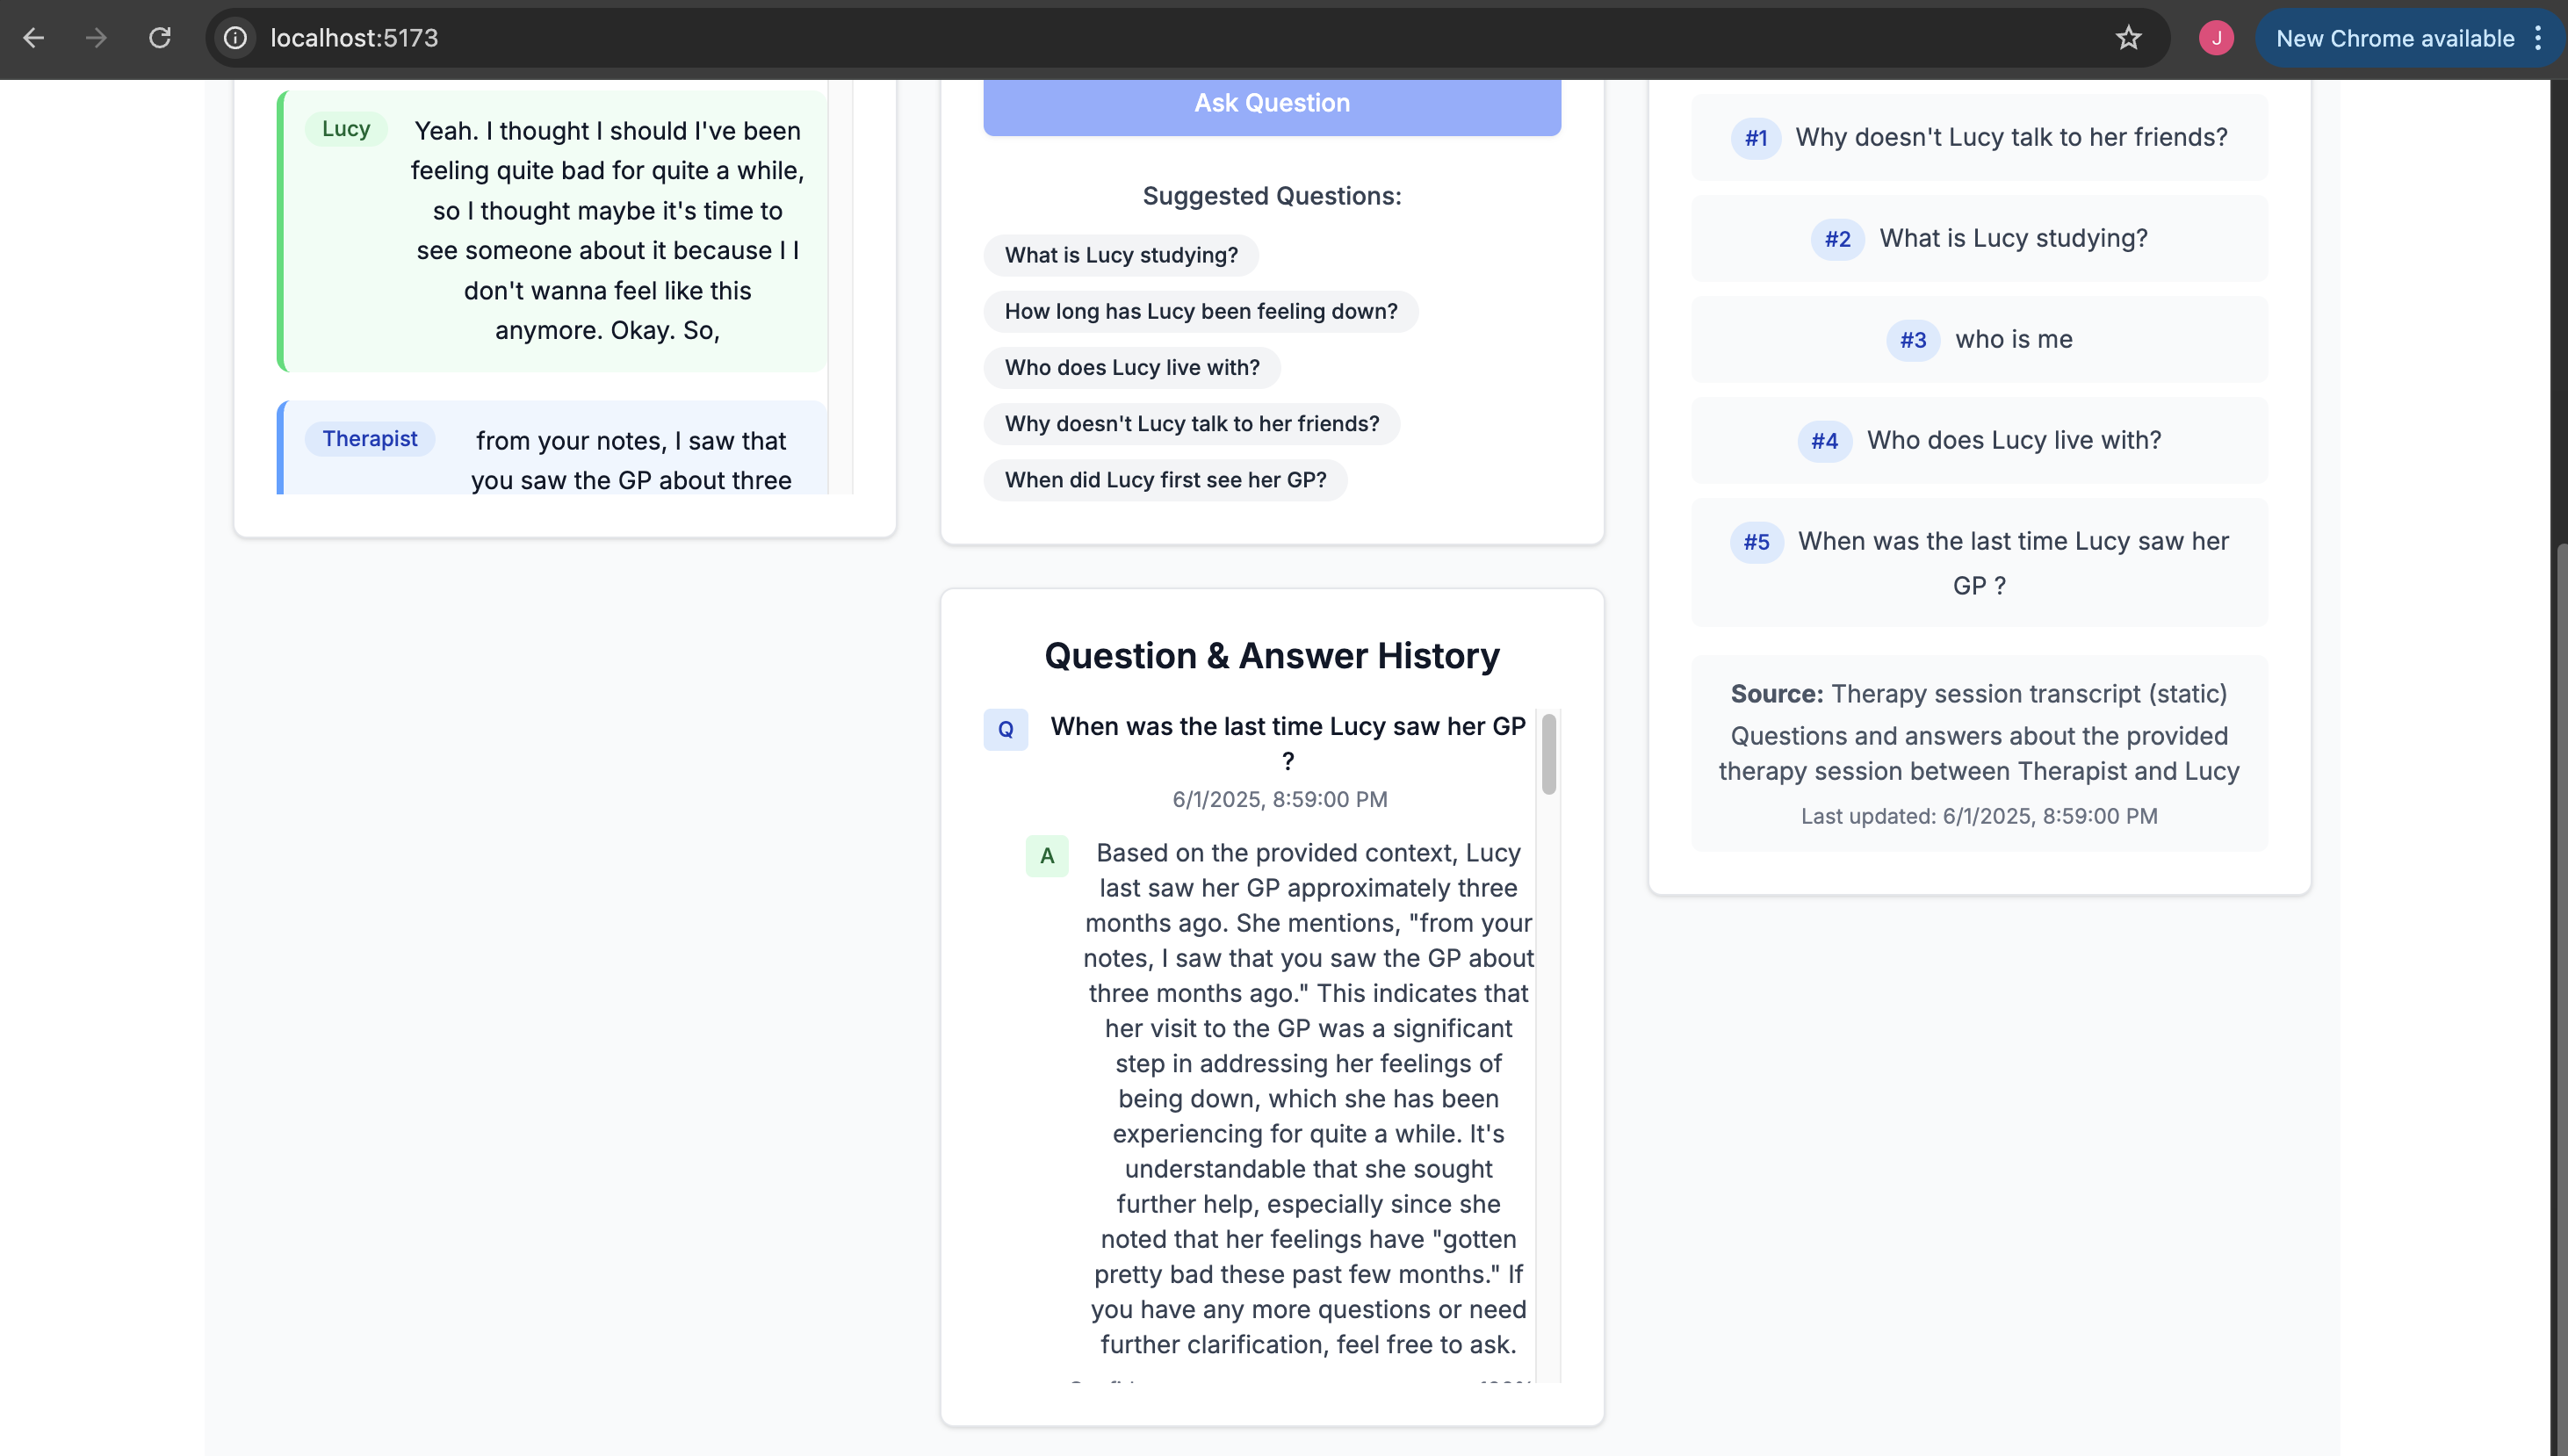 localhost:5173
J
New Chrome available
Lucy
Yeah. I thought I should I've been
feeling quite bad for quite a while,
so I thought maybe it's time to
see someone about it because I I
don't wanna feel like this
anymore. Okay. So,
Therapist
from your notes, I saw that
you saw the GP about three
Ask Question
Suggested Questions:
What is Lucy studying?
How long has Lucy been feeling down?
Who does Lucy live with?
Why doesn't Lucy talk to her friends?
When did Lucy first see her GP?
Question & Answer History
Q
When was the last time Lucy saw her GP
?
6/1/2025, 8:59:00 PM
A
Based on the provided context, Lucy
last saw her GP approximately three
months ago. She mentions, "from your
notes, I saw that you saw the GP about
three months ago." This indicates that
her visit to the GP was a significant
step in addressing her feelings of
being down, which she has been
experiencing for quite a while. It's
understandable that she sought
further help, especially since she
noted that her feelings have "gotten
pretty bad these past few months." If
you have any more questions or need
further clarification, feel free to ask.
#1 Why doesn't Lucy talk to her friends?
#2 What is Lucy studying?
#3 who is me
#4 Who does Lucy live with?
#5 When was the last time Lucy saw her
GP ?
Source: Therapy session transcript (static)
Questions and answers about the provided
therapy session between Therapist and Lucy
Last updated: 6/1/2025, 8:59:00 PM